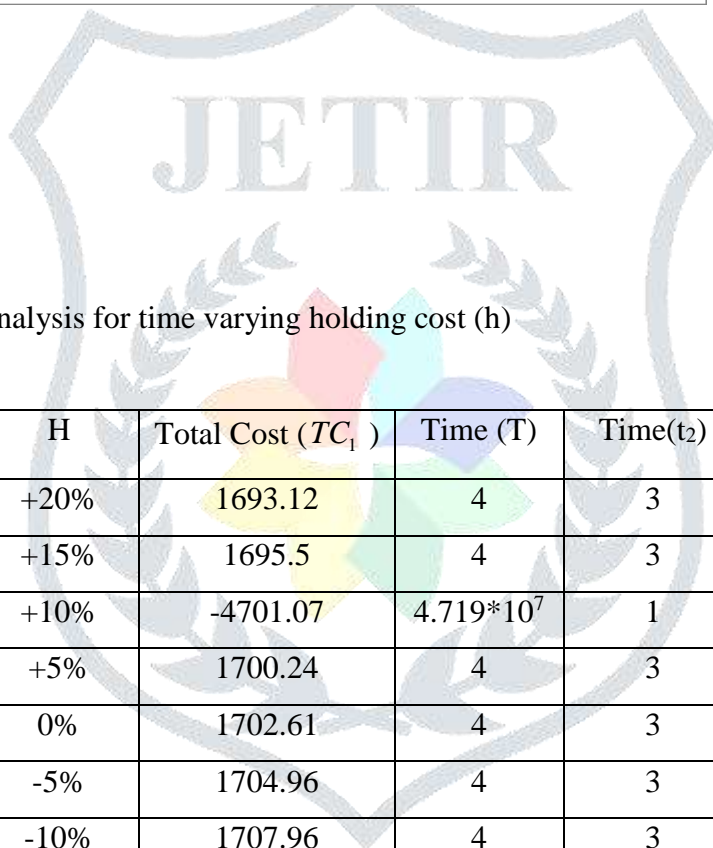 JETIR
nalysis for time varying holding cost (h)
H Total Cost (TC₁ ) Time (T) Time(t₂)
+20% 1693.12 4 3
+15% 1695.5 4 3
+10% -4701.07 4.719*10⁷ 1
+5% 1700.24 4 3
0% 1702.61 4 3
-5% 1704.96 4 3
-10% 1707.96 4 3